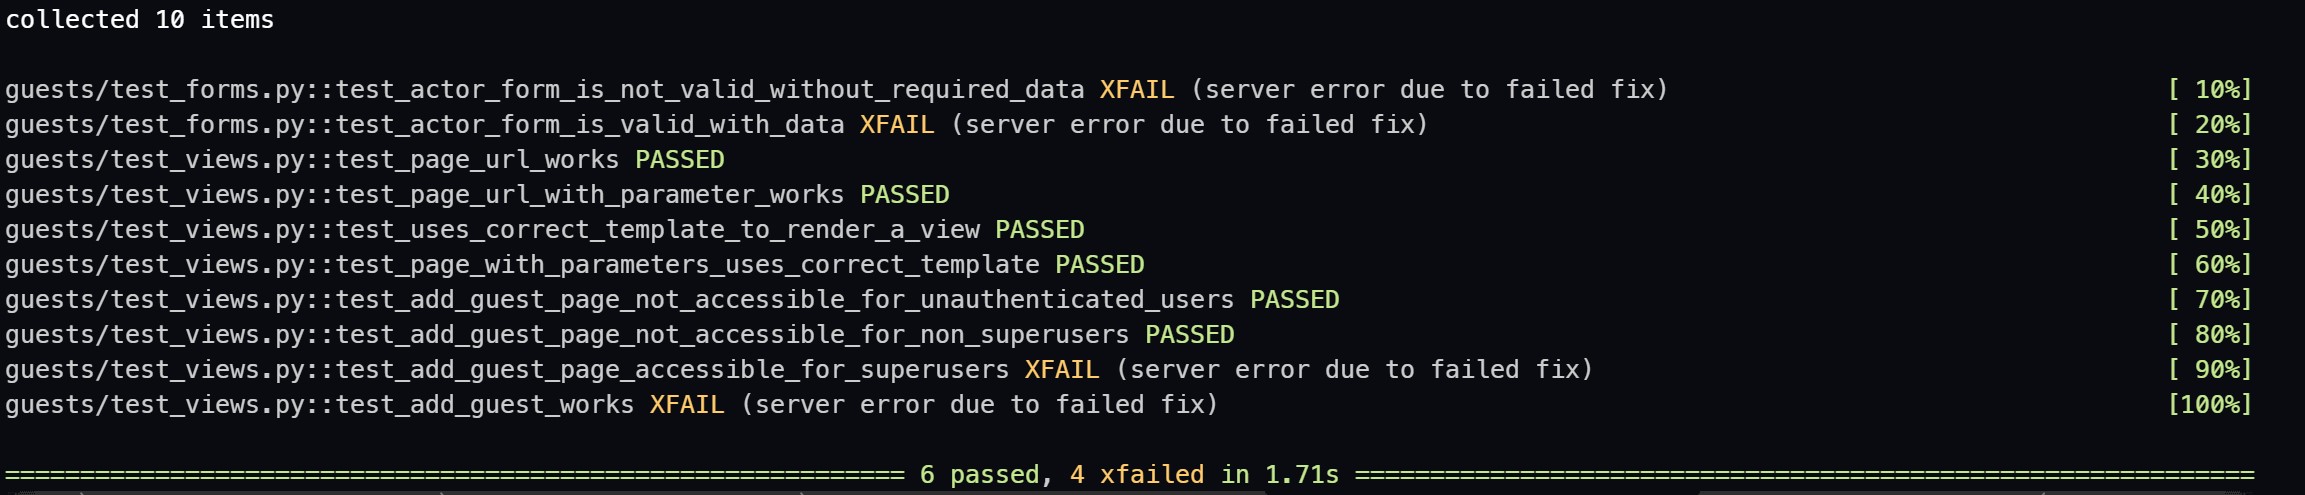 collected 10 items
guests/test_forms.py::test_actor_form_is_not_valid_without_required_data XFAIL (server error due to failed fix) [ 10%]
guests/test_forms.py::test_actor_form_is_valid_with_data XFAIL (server error due to failed fix) [ 20%]
guests/test_views.py::test_page_url_works PASSED [ 30%]
guests/test_views.py::test_page_url_with_parameter_works PASSED [ 40%]
guests/test_views.py::test_uses_correct_template_to_render_a_view PASSED [ 50%]
guests/test_views.py::test_page_with_parameters_uses_correct_template PASSED [ 60%]
guests/test_views.py::test_add_guest_page_not_accessible_for_unauthenticated_users PASSED [ 70%]
guests/test_views.py::test_add_guest_page_not_accessible_for_non_superusers PASSED [ 80%]
guests/test_views.py::test_add_guest_page_accessible_for_superusers XFAIL (server error due to failed fix) [ 90%]
guests/test_views.py::test_add_guest_works XFAIL (server error due to failed fix) [100%]
============================================================ 6 passed, 4 xfailed in 1.71s ============================================================